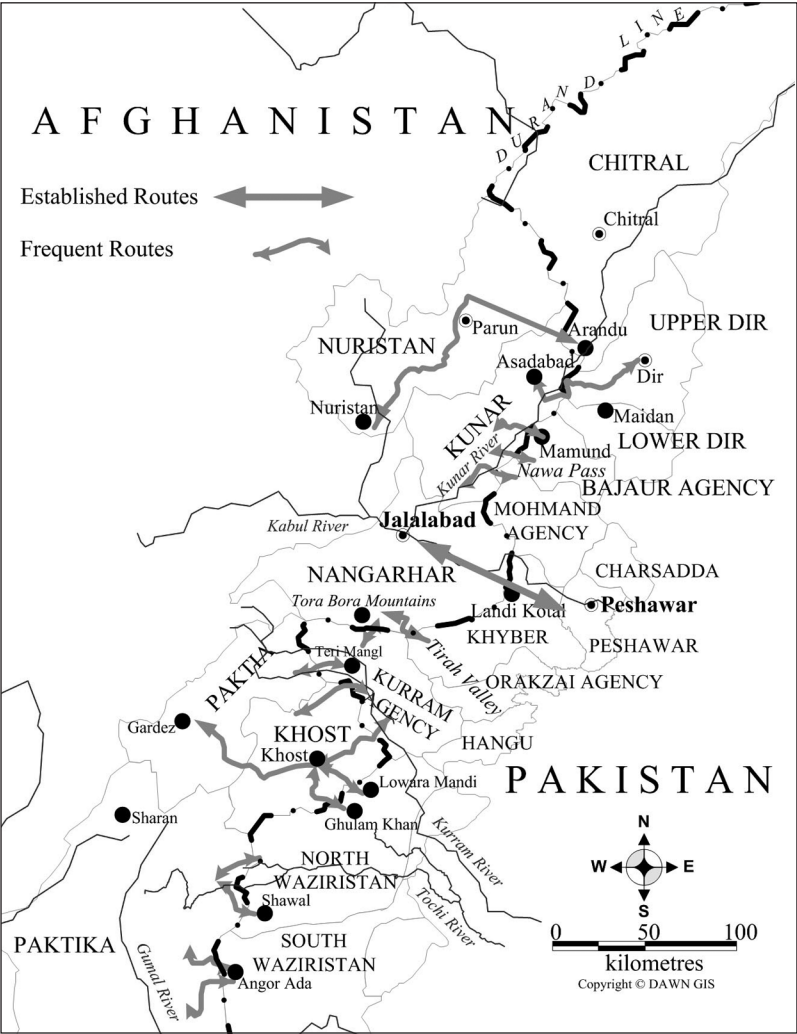 DURAND LINE
AFGHANISTAN
CHITRAL
Established Routes
Chitral
Frequent Routes
Parun
Arandu
UPPER DIR
NURISTAN
Asadabad
Dir
Nuristan
Maidan
KUNAR
LOWER DIR
Mamund
Kunar River
Nawa Pass
BAJAUR AGENCY
MOHMAND
AGENCY
Kabul River
Jalalabad
CHARSADDA
NANGARHAR
Tora Bora Mountains
Landi Kotal
Peshawar
KHYBER
PESHAWAR
Teri Mangl
Tirah Valley
PAKTIA
ORAKZAI AGENCY
KURRAM
AGENCY
Gardez
KHOST
HANGU
Khost
PAKISTAN
Lowara Mandi
Sharan
Ghulam Khan
Kurram River
N
W E
S
NORTH
WAZIRISTAN
Shawal
Tochi River
PAKTIKA
Gumal River
SOUTH
WAZIRISTAN
Angor Ada
0 50 100
kilometres
Copyright © DAWN GIS